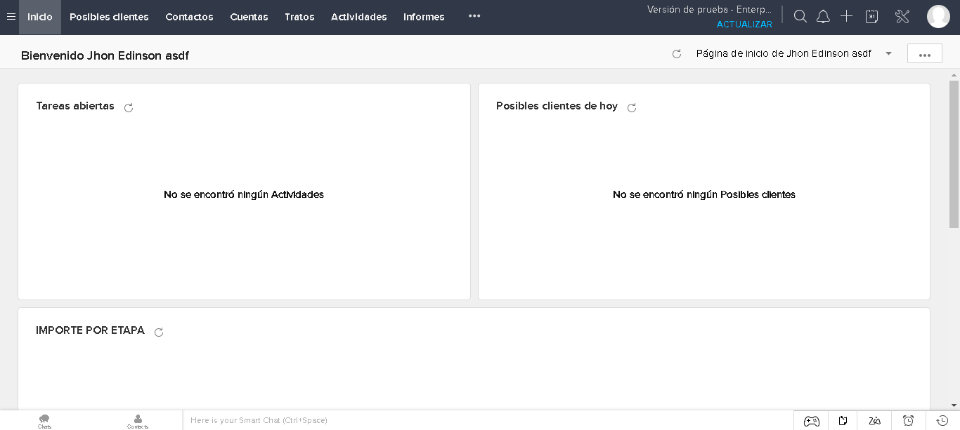 Inicio Posibles clientes Contactos Cuentas Tratos Actividades Informes ••• Versión de prueba - Enterp...
ACTUALIZAR
Bienvenido Jhon Edinson asdf Página de inicio de Jhon Edinson asdf
Tareas abiertas
No se encontró ningún Actividades
Posibles clientes de hoy
No se encontró ningún Posibles clientes
IMPORTE POR ETAPA
Chats Contacts Here is your Smart Chat (Ctrl+Space)